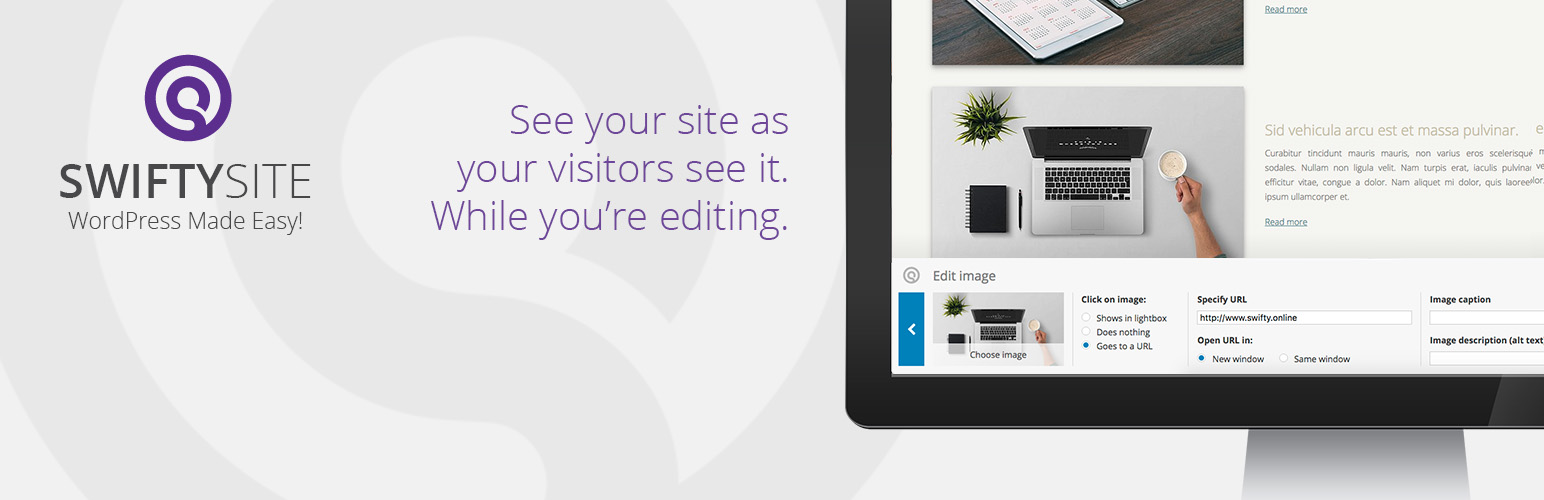 SWIFTYSITE
WordPress Made Easy!
See your site as
your visitors see it.
While you're editing.
Read more
Sid vehicula arcu est et massa pulvinar.
Curabitur tincidunt mauris mauris, non varius eros scelerisque
sodales. Nullam non ligula velit. Nam turpis erat, iaculis pulvinar
efficitur vitae, congue a dolor. Nam aliquet mi dolor, quis laoreet
ipsum ullamcorper et.
Read more
Edit image
Choose image
Click on image:
Shows in lightbox
Does nothing
Goes to a URL
Specify URL
http://www.swifty.online
Open URL in:
New window
Same window
Image caption
Image description (alt text)